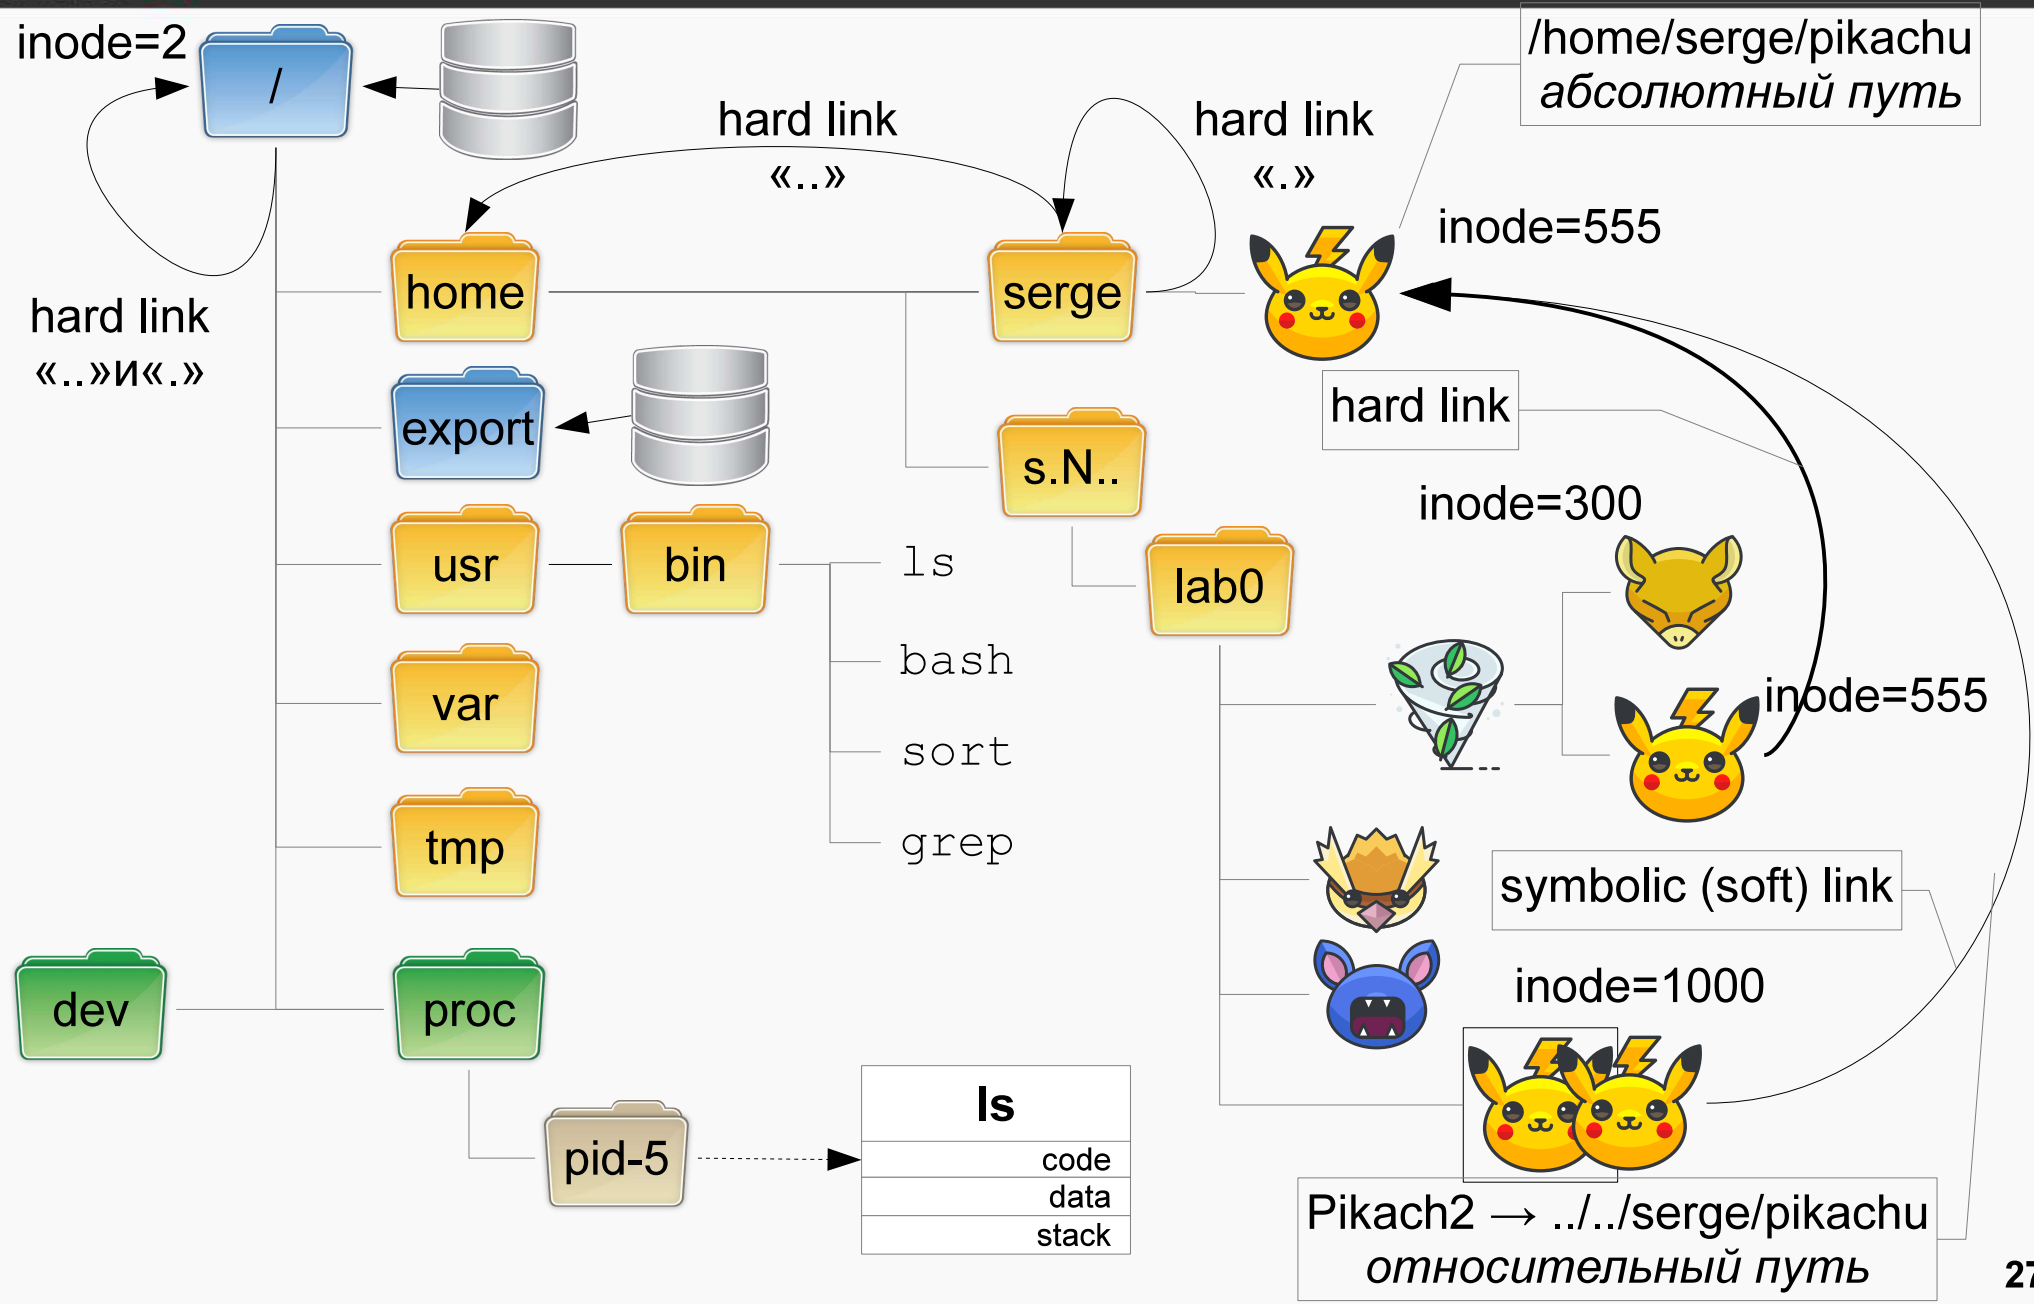 inode=2
/
/home/serge/pikachu
абсолютный путь
hard link
«..»
hard link
«.»
inode=555
home
serge
hard link
«..»и«.»
export
hard link
s.N..
inode=300
usr
bin
ls
lab0
bash
var
inode=555
sort
tmp
grep
symbolic (soft) link
dev
proc
inode=1000
ls
pid-5
code
data
stack
Pikach2 → ../../serge/pikachu
относительный путь
27